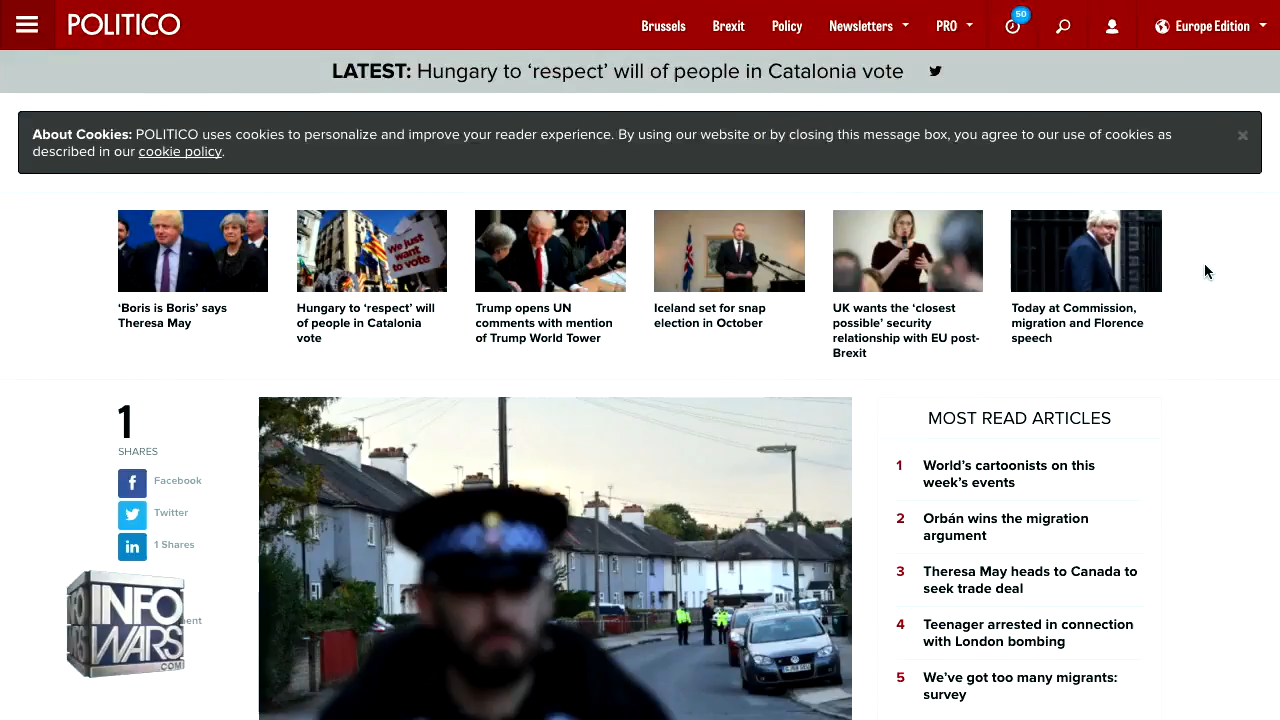 POLITICO
Brussels Brexit Policy Newsletters PRO 50 Europe Edition
LATEST: Hungary to ‘respect’ will of people in Catalonia vote
About Cookies: POLITICO uses cookies to personalize and improve your reader experience. By using our website or by closing this message box, you agree to our use of cookies as
described in our cookie policy.
We just
want to
vote
‘Boris is Boris’ says
Theresa May
Hungary to ‘respect’ will
of people in Catalonia
vote
Trump opens UN
comments with mention
of Trump World Tower
Iceland set for snap
election in October
UK wants the ‘closest
possible’ security
relationship with EU post-
Brexit
Today at Commission,
migration and Florence
speech
1
SHARES
Facebook
Twitter
in 1 Shares
INFO
WARS
.COM
MOST READ ARTICLES
1 World’s cartoonists on this
week’s events
2 Orbán wins the migration
argument
3 Theresa May heads to Canada to
seek trade deal
4 Teenager arrested in connection
with London bombing
5 We’ve got too many migrants:
survey